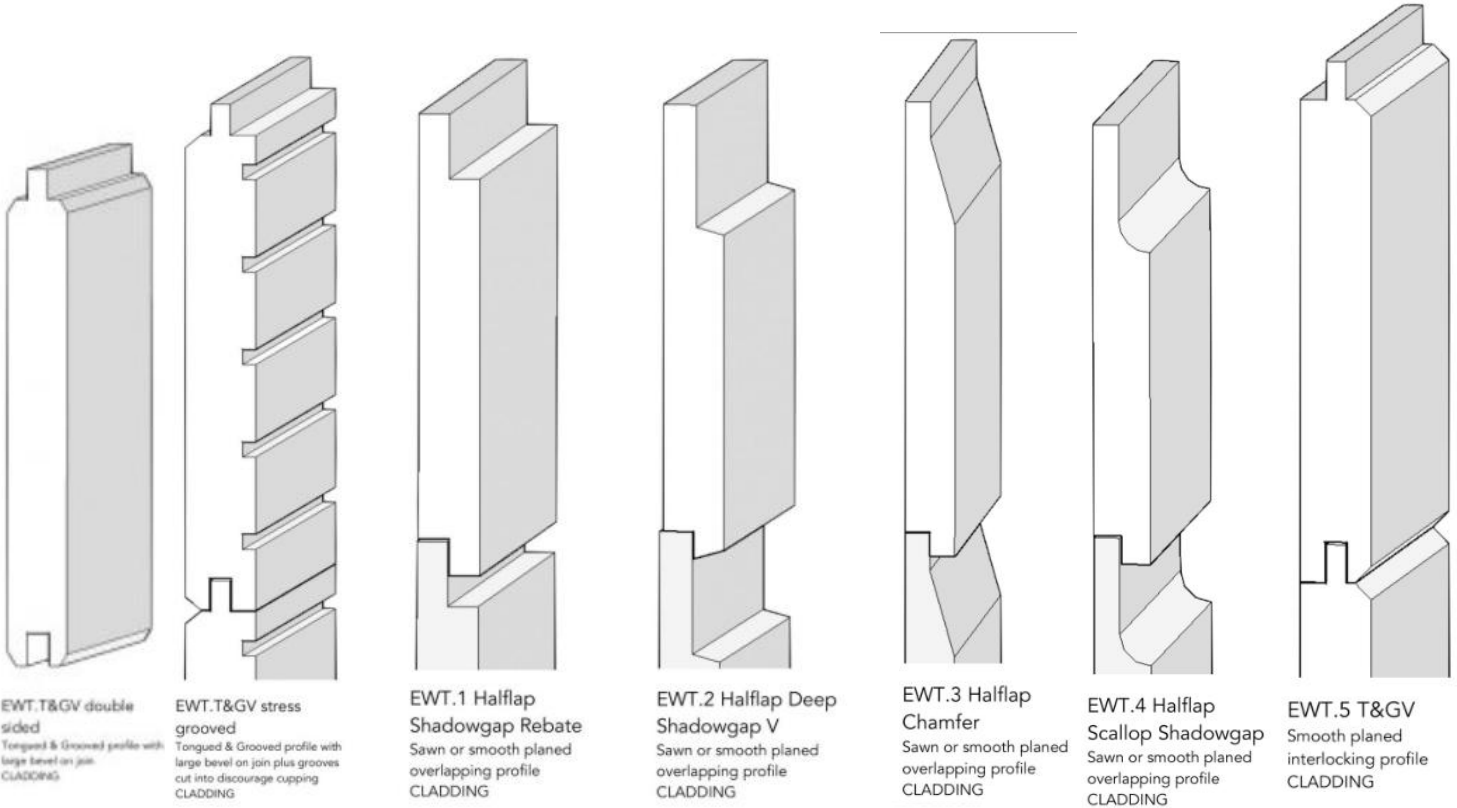 EWT.T&GV double
sided
Tongued & Grooved profile with
large bevel on join
CLADDING
EWT.T&GV stress
grooved
Tongued & Grooved profile with
large bevel on join plus grooves
cut into discourage cupping
CLADDING
EWT.1 Halflap
Shadowgap Rebate
Sawn or smooth planed
overlapping profile
CLADDING
EWT.2 Halflap Deep
Shadowgap V
Sawn or smooth planed
overlapping profile
CLADDING
EWT.3 Halflap
Chamfer
Sawn or smooth planed
overlapping profile
CLADDING
EWT.4 Halflap
Scallop Shadowgap
Sawn or smooth planed
overlapping profile
CLADDING
EWT.5 T&GV
Smooth planed
interlocking profile
CLADDING